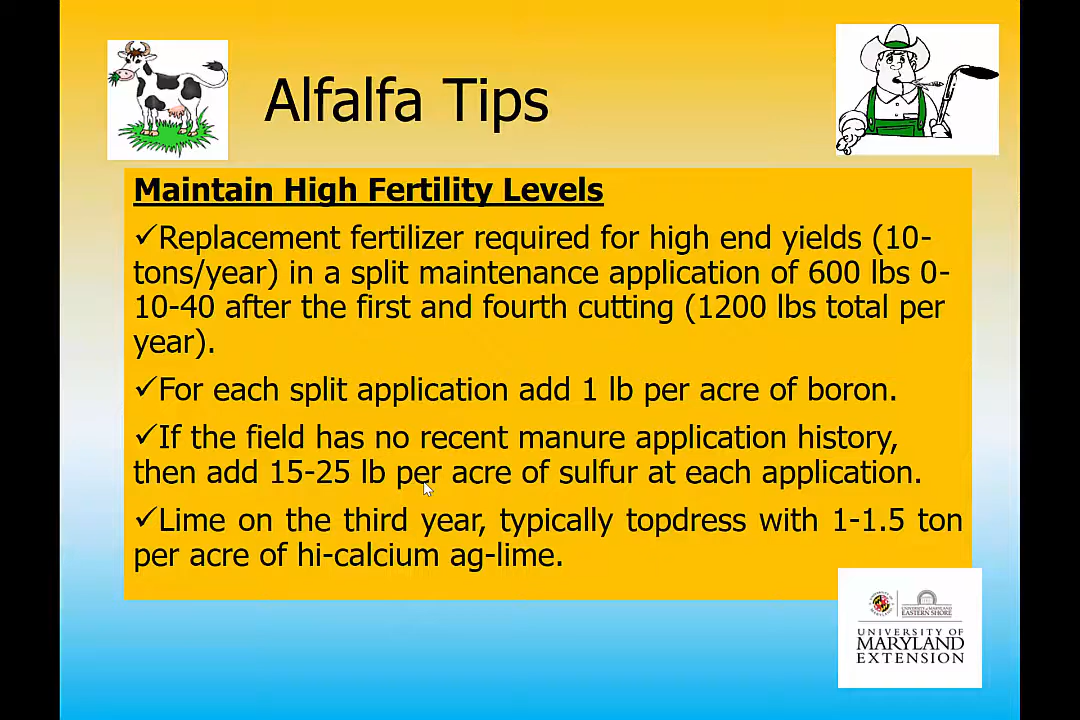 Alfalfa Tips
Maintain High Fertility Levels
✓Replacement fertilizer required for high end yields (10-
tons/year) in a split maintenance application of 600 lbs 0-
10-40 after the first and fourth cutting (1200 lbs total per
year).
✓For each split application add 1 lb per acre of boron.
✓If the field has no recent manure application history,
then add 15-25 lb per acre of sulfur at each application.
✓Lime on the third year, typically topdress with 1-1.5 ton
per acre of hi-calcium ag-lime.
EASTERN SHORE
UNIVERSITY OF
MARYLAND
EXTENSION